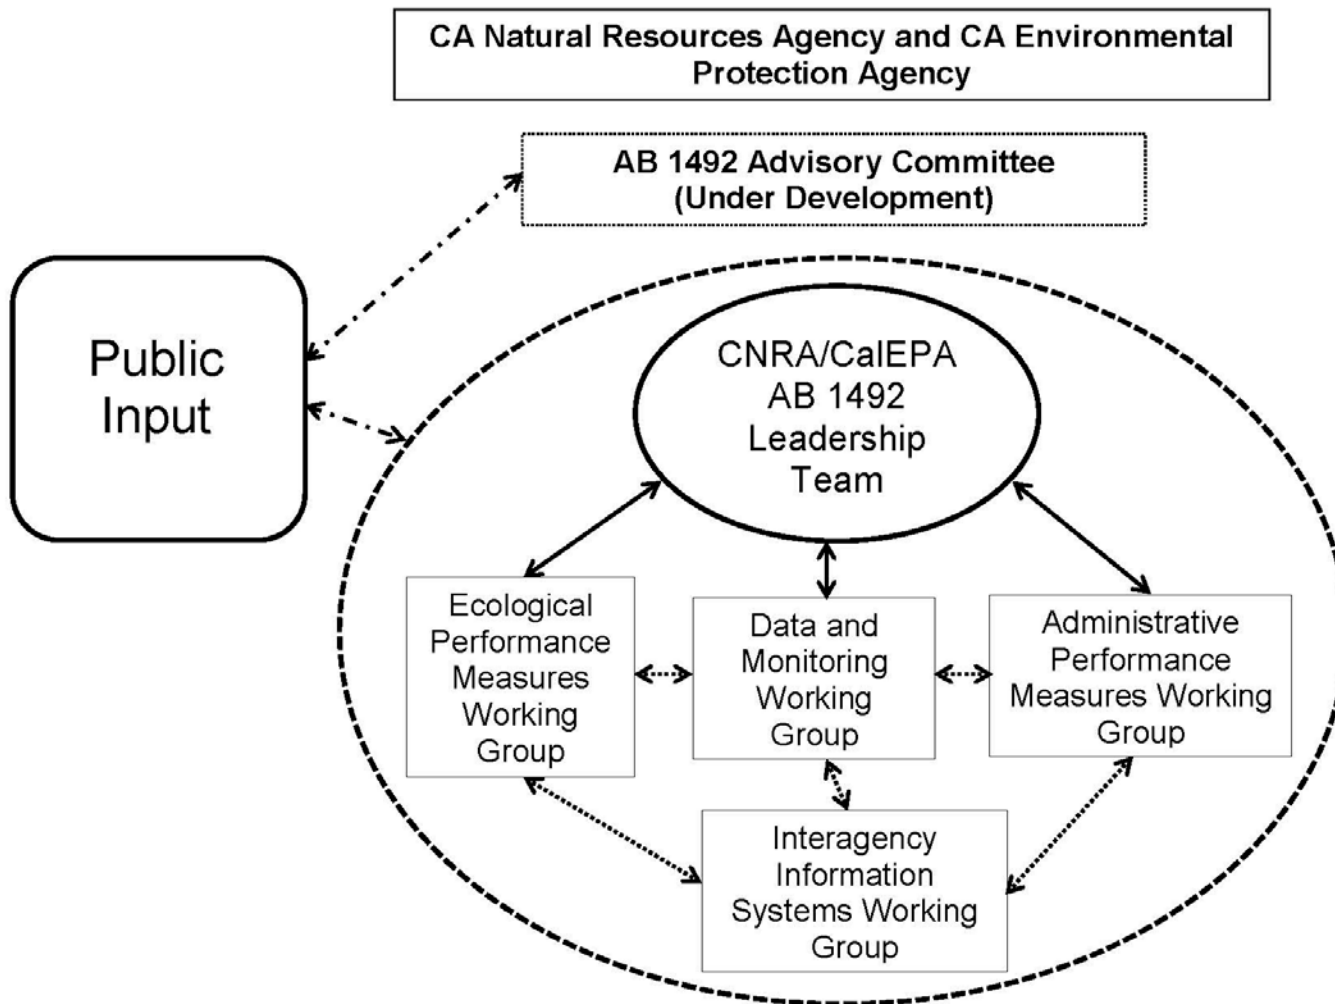 CA Natural Resources Agency and CA Environmental
Protection Agency
AB 1492 Advisory Committee
(Under Development)
Public
Input
CNRA/CalEPA
AB 1492
Leadership
Team
Ecological
Performance
Measures
Working
Group
Data and
Monitoring
Working
Group
Administrative
Performance
Measures Working
Group
Interagency
Information
Systems Working
Group